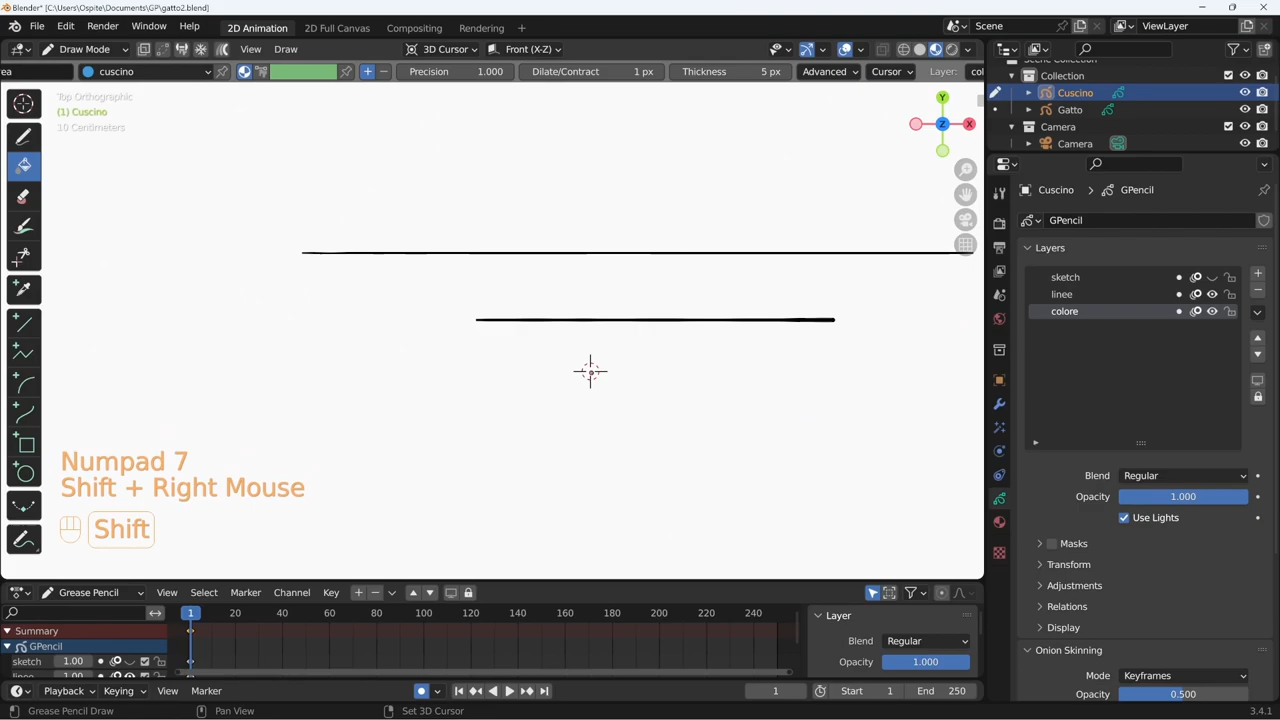 Blender* [C:\Users\Ospite\Documents\GP\gatto2.blend]
File Edit Render Window Help 2D Animation 2D Full Canvas Compositing Rendering + Scene ViewLayer
Draw Mode View Draw 3D Cursor Front (X-Z)
rea cuscino Precision 1.000 Dilate/Contract 1 px Thickness 5 px Advanced Cursor Layer: col
Collection
Cuscino
Gatto
Camera
Camera
Top Orthographic
(1) Cuscino
10 Centimeters
Y
Z X
Cuscino GPencil
GPencil
Layers
sketch
linee
colore
Blend Regular
Opacity 1.000
Use Lights
Masks
Transform
Adjustments
Relations
Display
Onion Skinning
Mode Keyframes
Opacity 0.500
Numpad 7
Shift + Right Mouse
Shift
Grease Pencil View Select Marker Channel Key
1 20 40 60 80 100 120 140 160 180 200 220 240
Summary
GPencil
sketch 1.00
linee 1.00
Layer
Blend Regular
Opacity 1.000
Playback Keying View Marker 1 Start 1 End 250
Grease Pencil Draw Pan View Set 3D Cursor 3.4.1